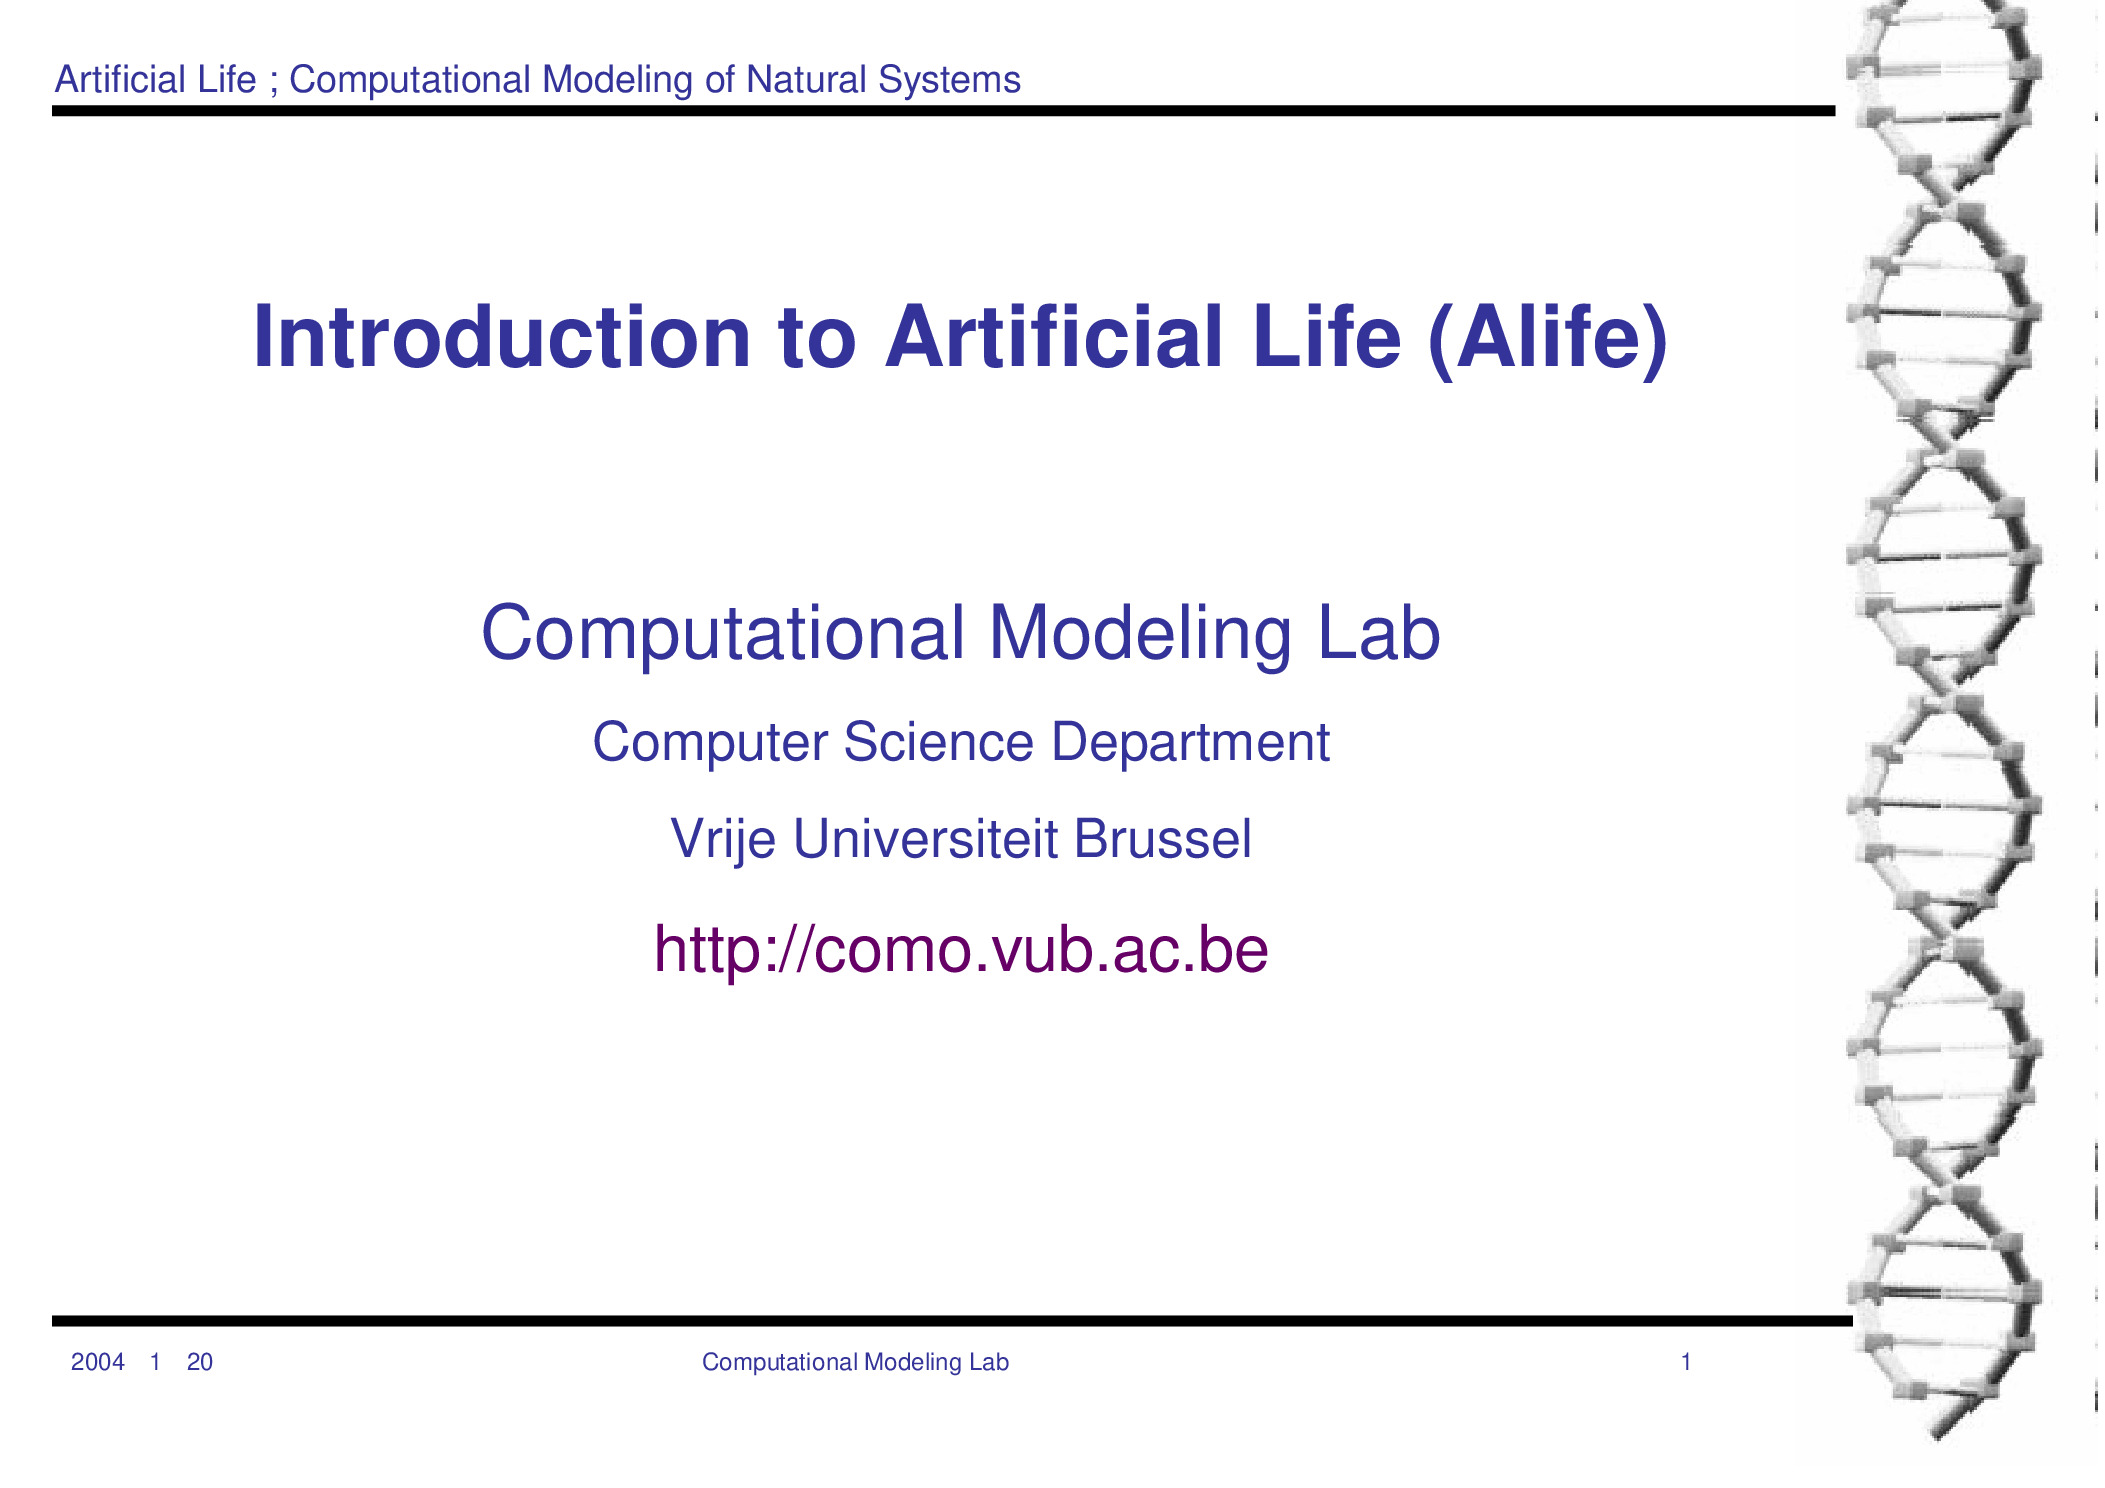 Artificial Life ; Computational Modeling of Natural Systems
Introduction to Artificial Life (Alife)
Computational Modeling Lab
Computer Science Department
Vrije Universiteit Brussel
http://como.vub.ac.be
2004 1 20 Computational Modeling Lab 1